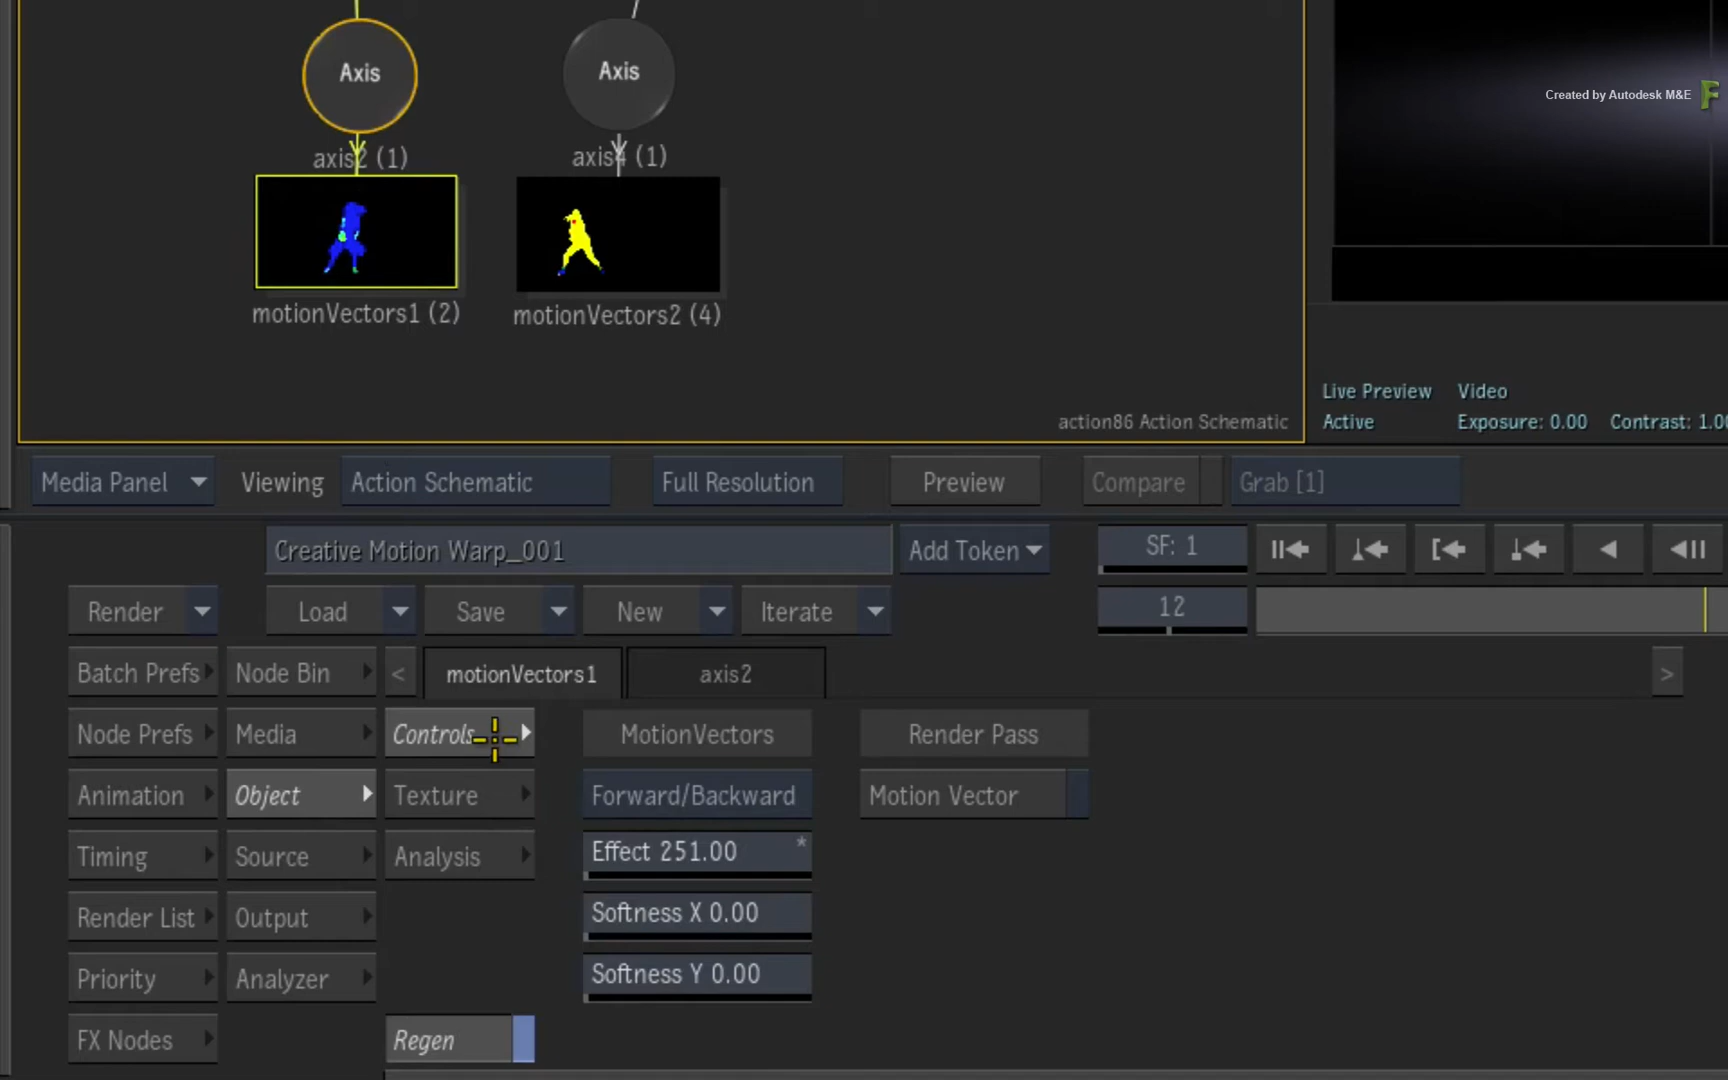 Axis
Axis
axis2 (1)
axis4 (1)
motionVectors1 (2)
motionVectors2 (4)
Created by Autodesk M&E
action86 Action Schematic
Live Preview Video
Active Exposure: 0.00 Contrast: 1.00
Media Panel Viewing Action Schematic Full Resolution Preview Compare Grab [1]
Creative Motion Warp_001 Add Token SF: 1
Render Load Save New Iterate 12
Batch Prefs Node Bin < motionVectors1 axis2 >
Node Prefs Media Controls MotionVectors Render Pass
Animation Object Texture Forward/Backward Motion Vector
Timing Source Analysis Effect 251.00 *
Render List Output Softness X 0.00
Priority Analyzer Softness Y 0.00
FX Nodes Regen